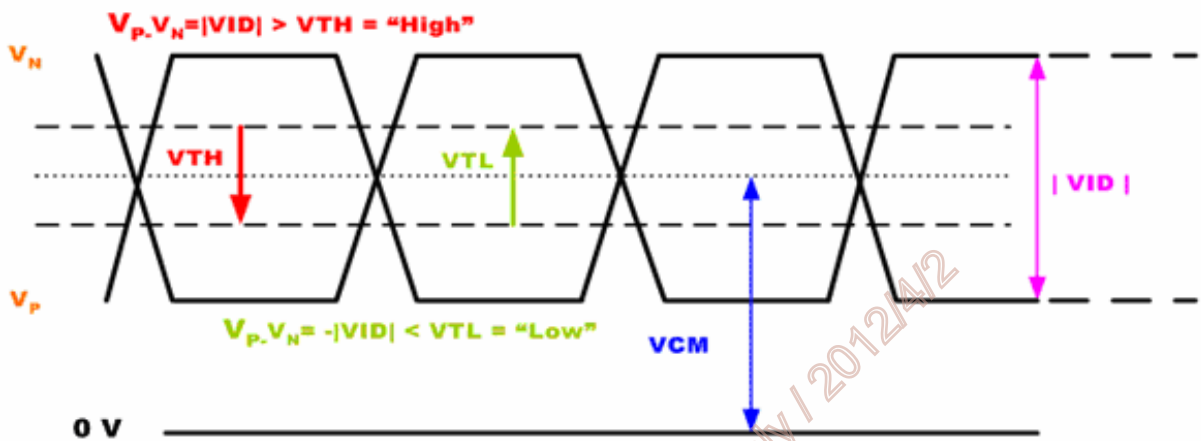 VP-VN=|VID| > VTH = “High”
VN
VTH
VTL
| VID |
VP
VP-VN= -|VID| < VTL = “Low”
VCM
/ 2012/4/2
0 V